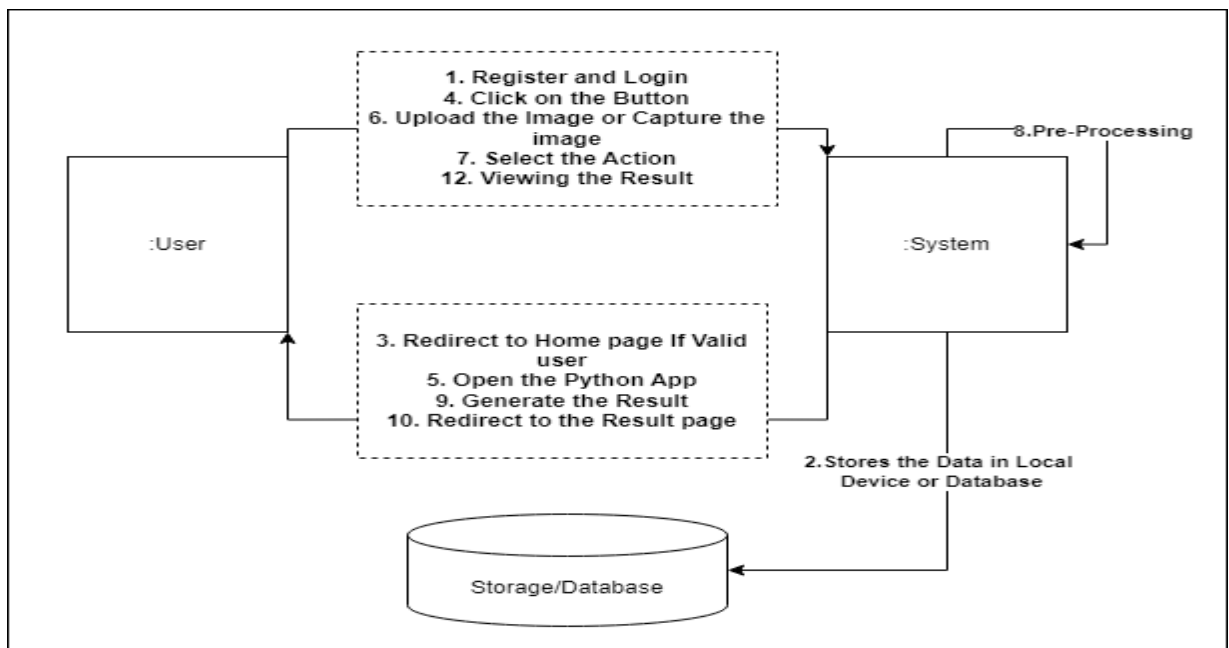 1. Register and Login
4. Click on the Button
6. Upload the Image or Capture the
image
7. Select the Action
12. Viewing the Result
8.Pre-Processing
:User
:System
3. Redirect to Home page If Valid
user
5. Open the Python App
9. Generate the Result
10. Redirect to the Result page
2.Stores the Data in Local
Device or Database
Storage/Database